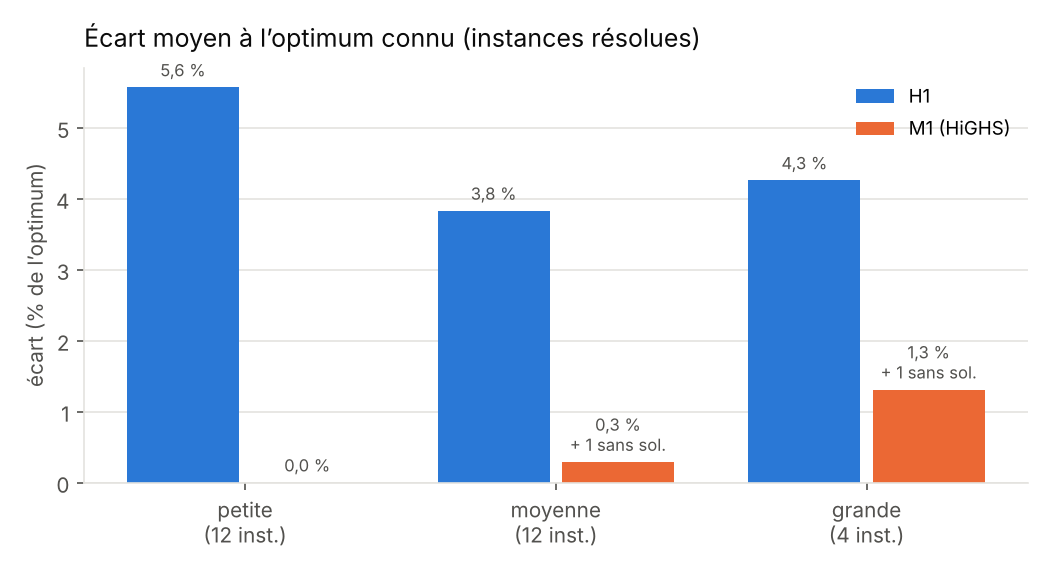 Écart moyen à l’optimum connu (instances résolues)
H1
M1 (HiGHS)
écart (% de l’optimum)
5
4
3
2
1
0
5,6 %
0,0 %
3,8 %
0,3 %
+ 1 sans sol.
4,3 %
1,3 %
+ 1 sans sol.
petite
(12 inst.)
moyenne
(12 inst.)
grande
(4 inst.)